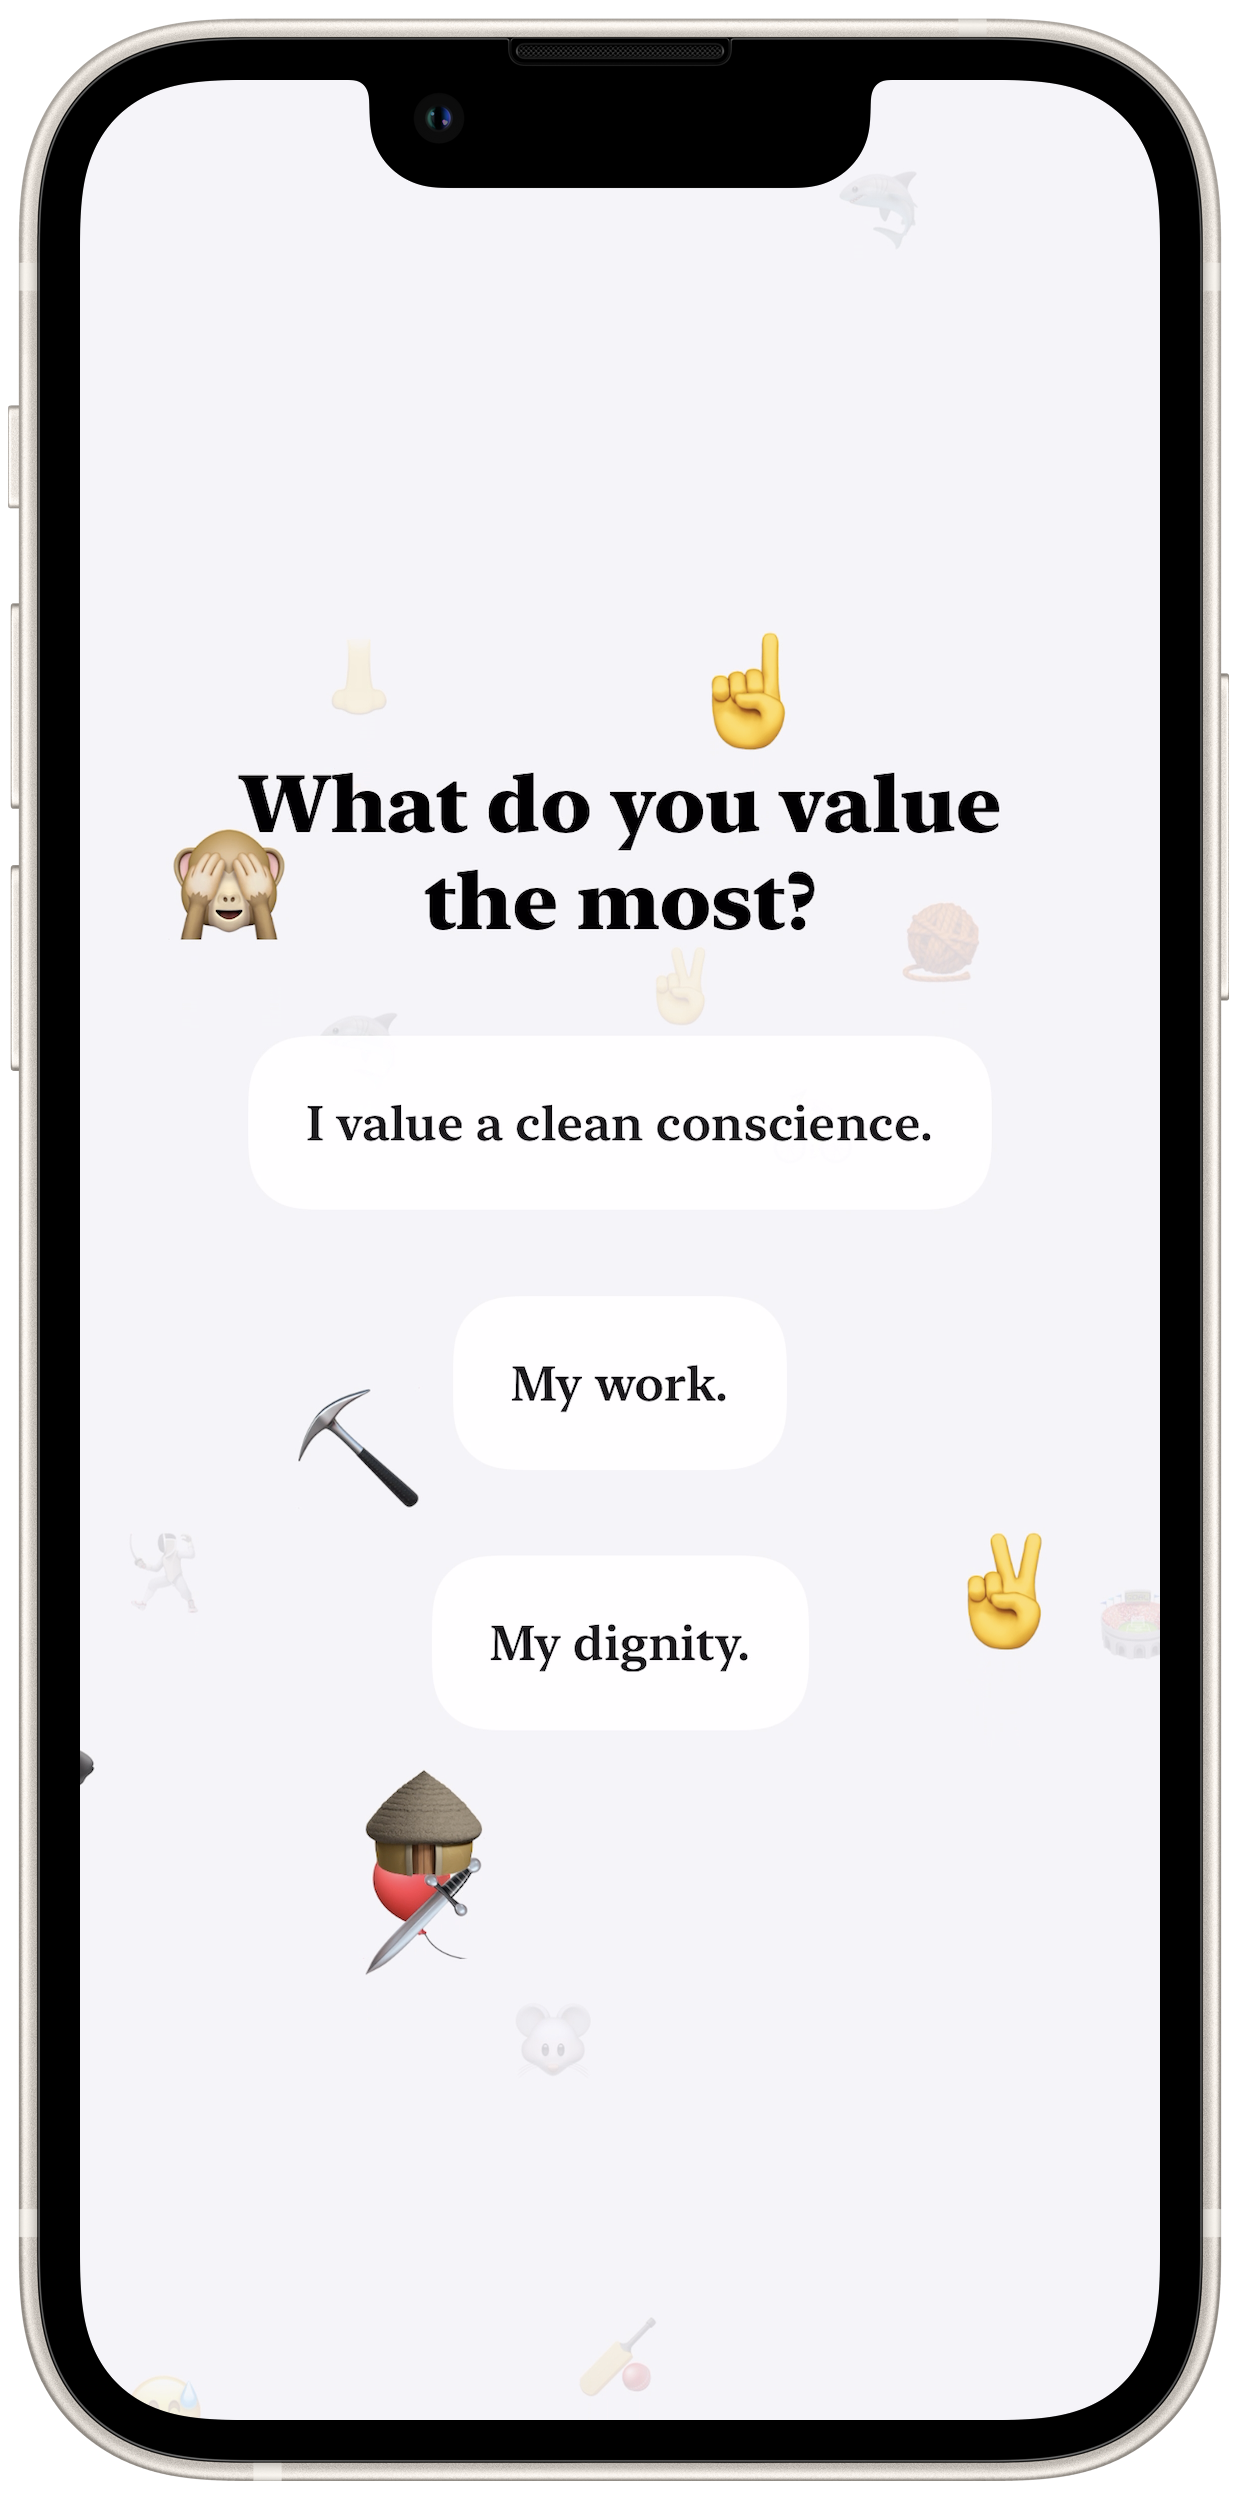 What do you value
the most?
I value a clean conscience.
My work.
My dignity.